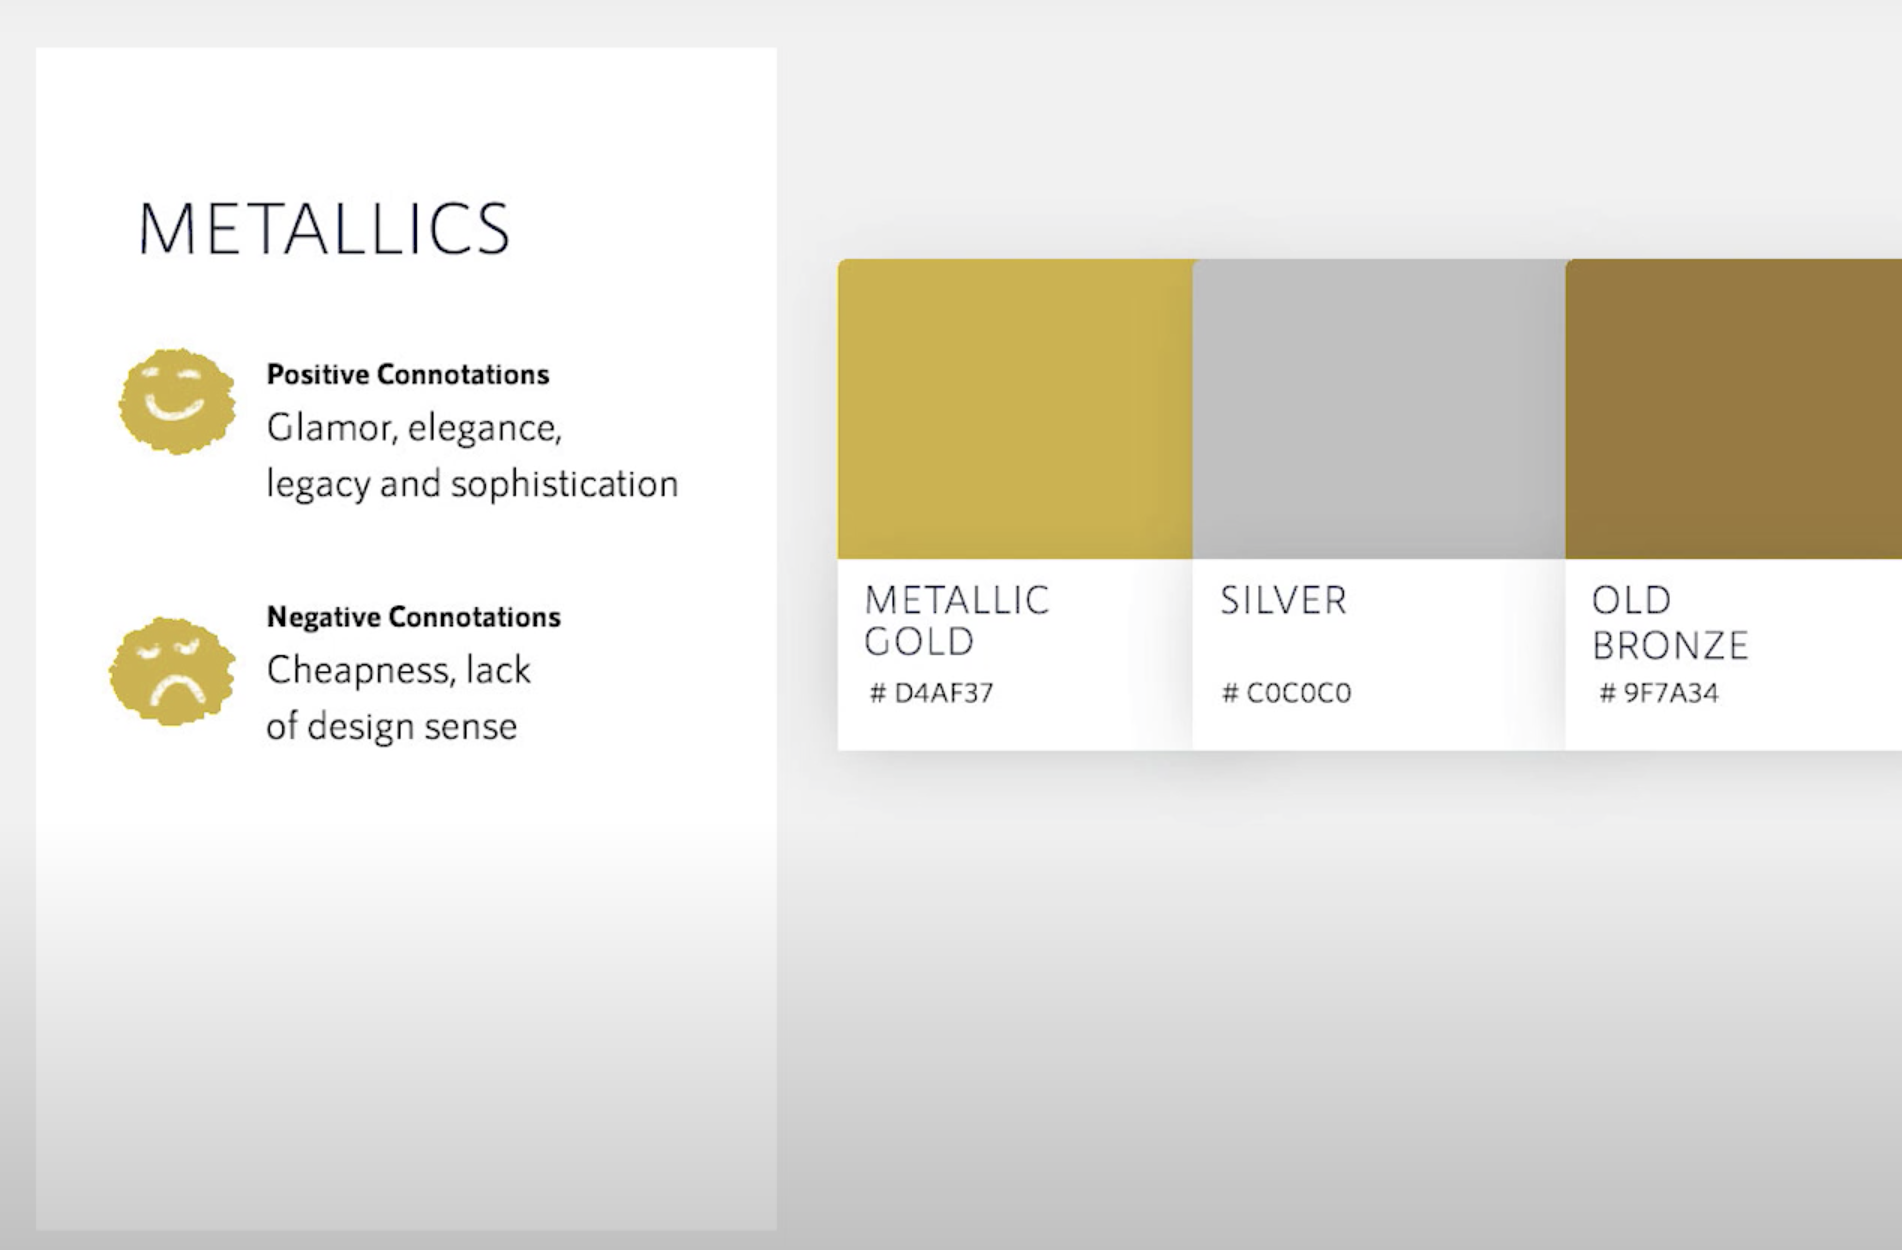 METALLICS
Positive Connotations
Glamor, elegance,
legacy and sophistication
Negative Connotations
Cheapness, lack
of design sense
METALLIC
GOLD
# D4AF37
SILVER
# C0C0C0
OLD
BRONZE
# 9F7A34